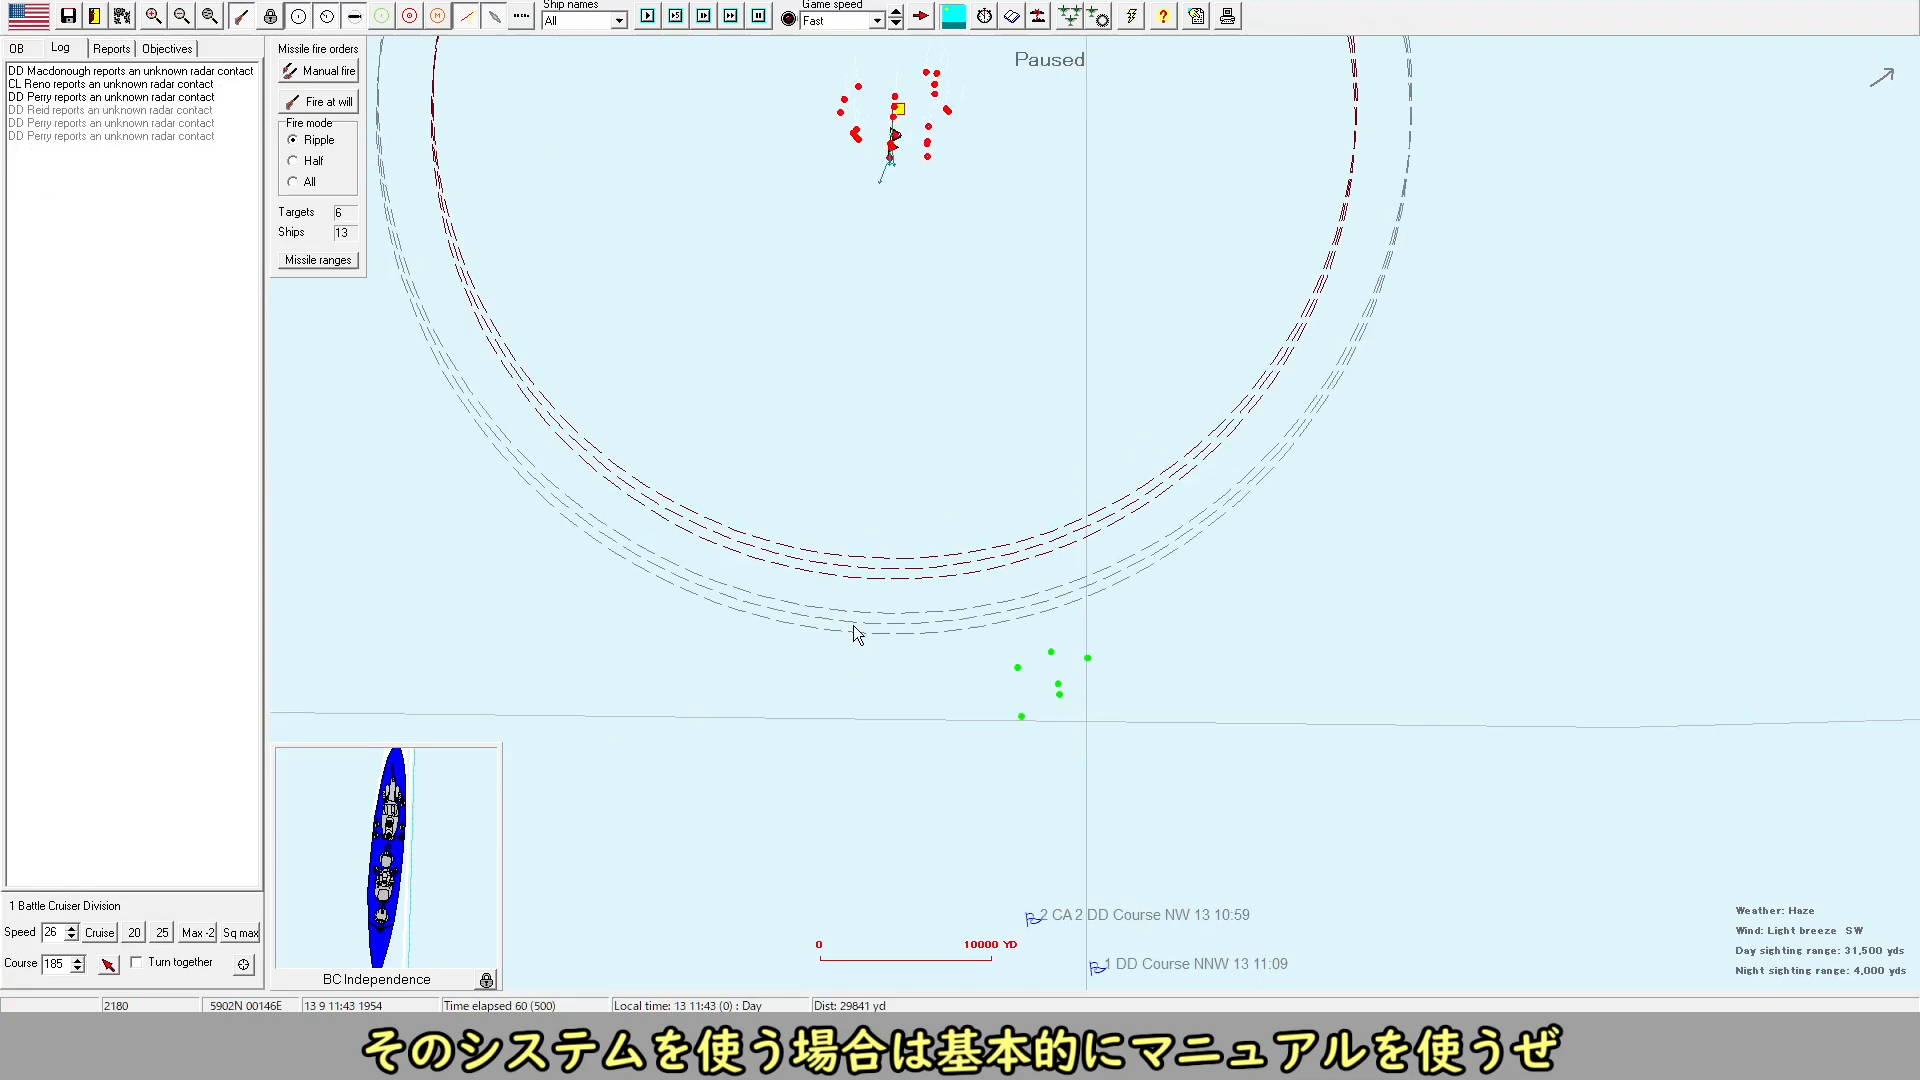 Ship names
All
Game speed
Fast
OB
Log
Reports
Objectives
DD Macdonough reports an unknown radar contact
CL Reno reports an unknown radar contact
DD Perry reports an unknown radar contact
DD Reid reports an unknown radar contact
DD Perry reports an unknown radar contact
DD Perry reports an unknown radar contact
Missile fire orders
Manual fire
Fire at will
Fire mode
Ripple
Half
All
Targets 6
Ships 13
Missile ranges
Paused
2 CA 2 DD Course NW 13 10:59
0 10000 YD
1 DD Course NNW 13 11:09
Weather: Haze
Wind: Light breeze SW
Day sighting range: 31,500 yds
Night sighting range: 4,000 yds
1 Battle Cruiser Division
Speed 26 Cruise 20 25 Max -2 Sq max
Course 185 Turn together
BC Independence
2180 5902N 00146E 13 9 11:43 1954 Time elapsed 60 (500) Local time: 13 11:43 (0) : Day Dist: 29841 yd
そのシステムを使う場合は基本的にマニュアルを使うぜ